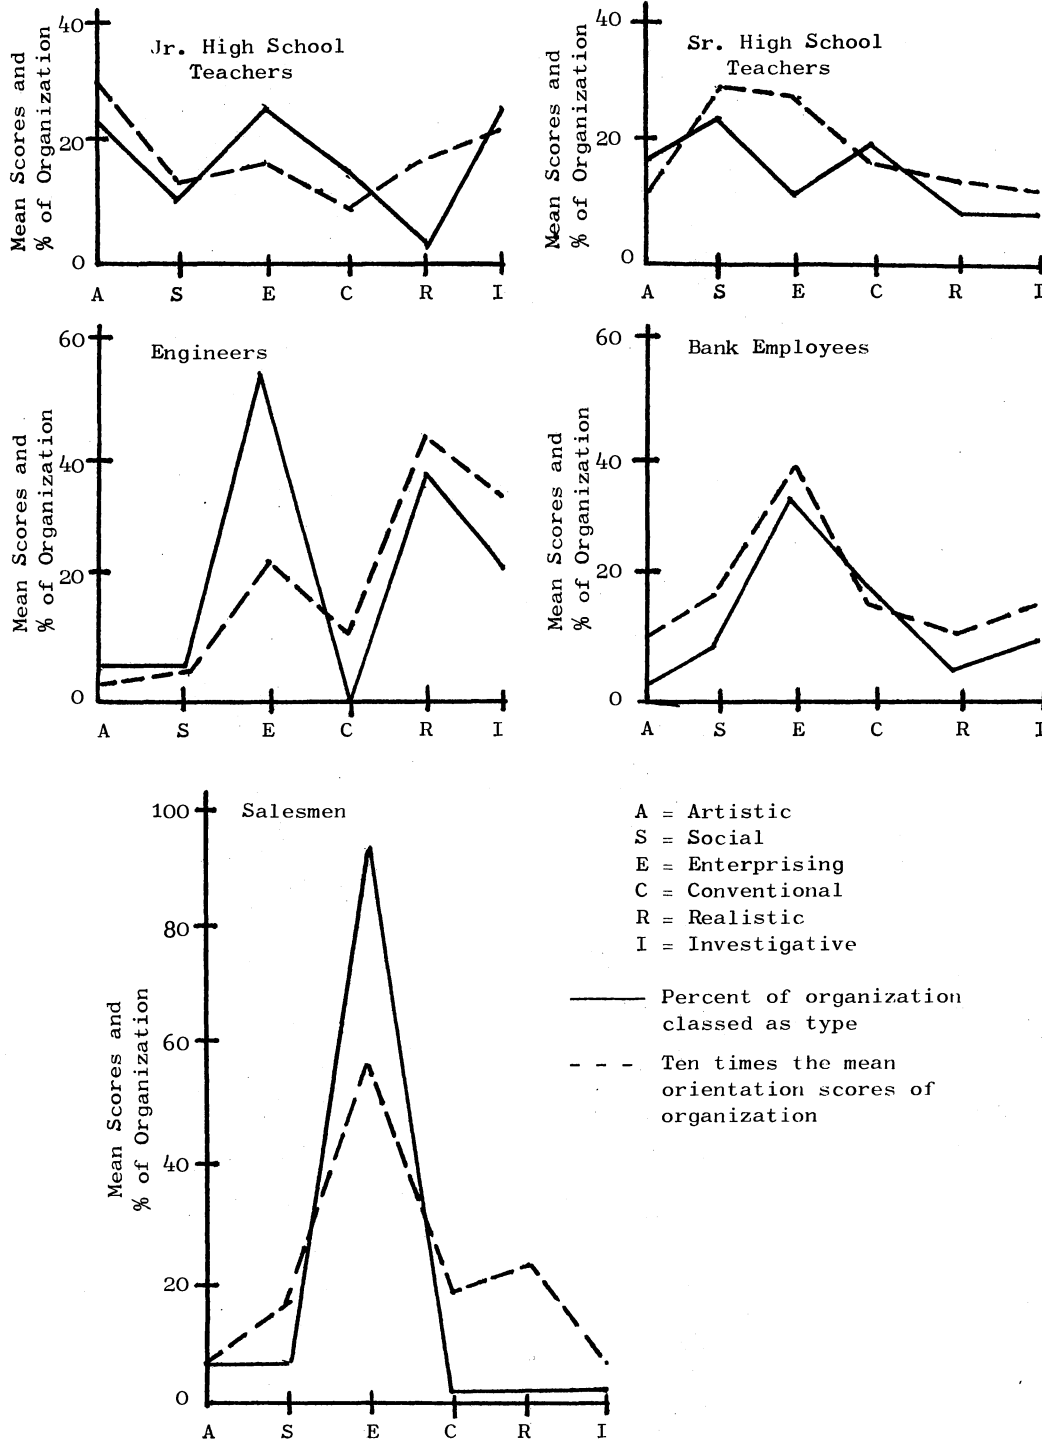 40
20
0
Mean Scores and
% of Organization
Jr. High School
Teachers
A S E C R I
40
20
0
Mean Scores and
% of Organization
Sr. High School
Teachers
A S E C R I
60
40
20
0
Mean Scores and
% of Organization
Engineers
A S E C R I
60
40
20
0
Mean Scores and
% of Organization
Bank Employees
A S E C R I
100
80
60
40
20
0
Mean Scores and
% of Organization
Salesmen
A S E C R I
A = Artistic
S = Social
E = Enterprising
C = Conventional
R = Realistic
I = Investigative
Percent of organization
classed as type
Ten times the mean
orientation scores of
organization